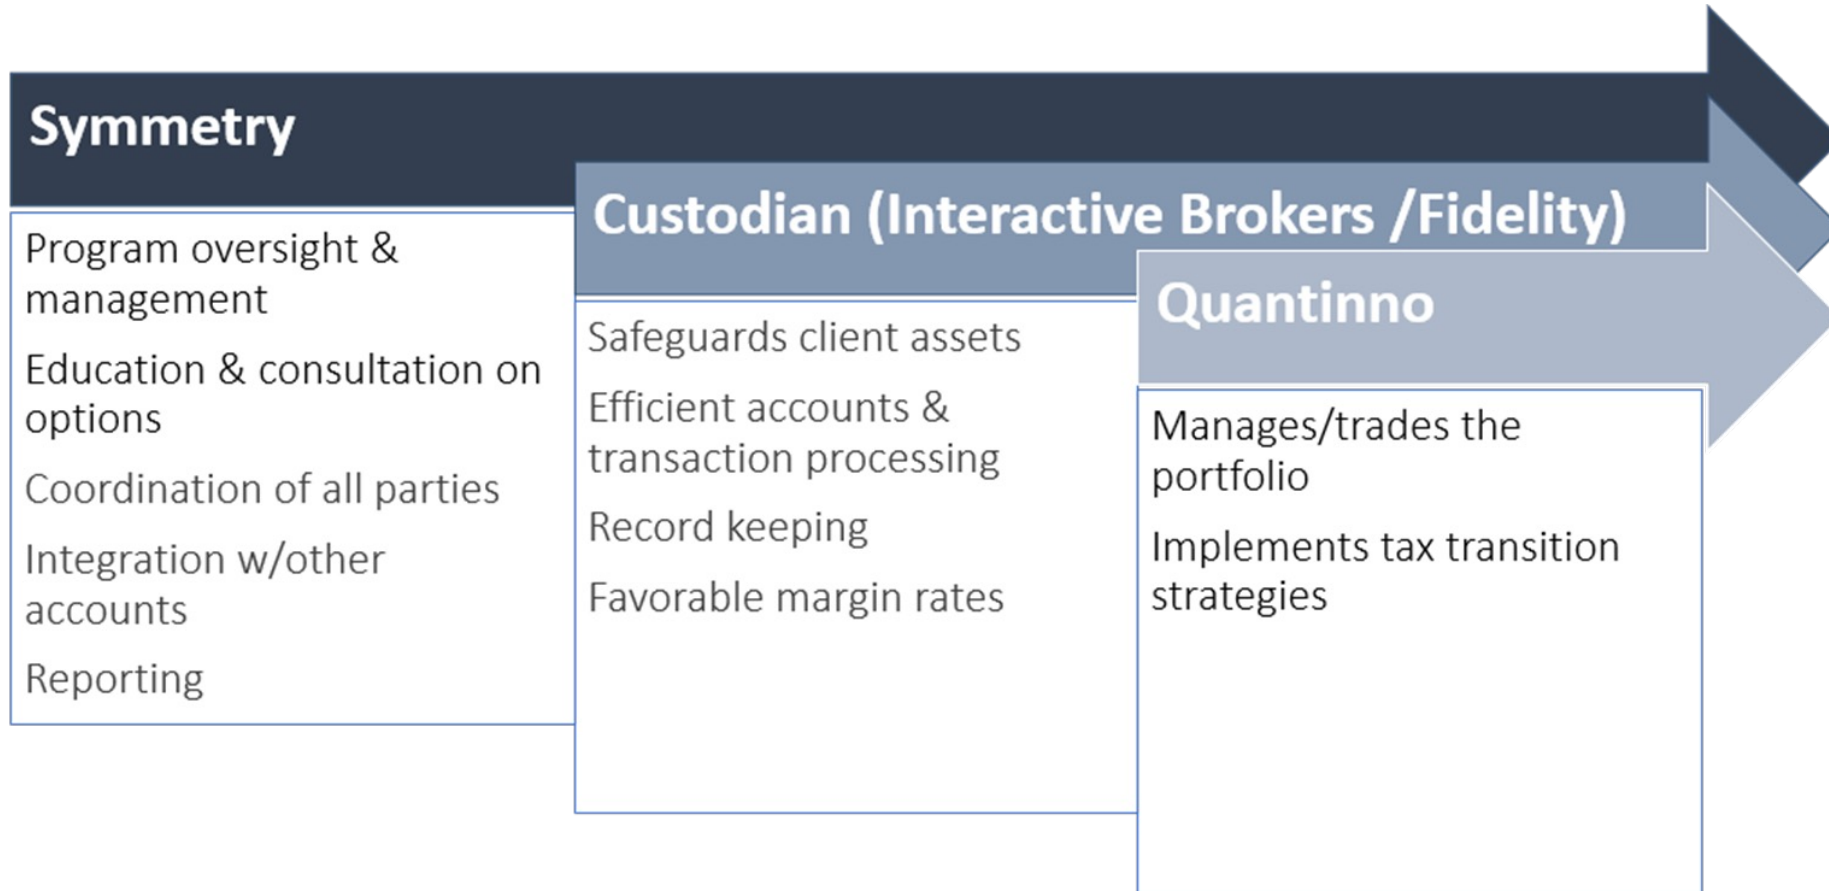 Symmetry
Program oversight &
management
Education & consultation on
options
Coordination of all parties
Integration w/other
accounts
Reporting
Custodian (Interactive Brokers /Fidelity)
Safeguards client assets
Efficient accounts &
transaction processing
Record keeping
Favorable margin rates
Quantinno
Manages/trades the
portfolio
Implements tax transition
strategies